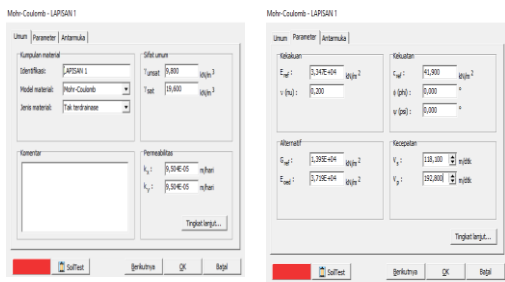 Mohr-Coulomb - LAPISAN 1
Umum Parameter Antarmuka
Kumpulan material
Identifikasi: LAPISAN 1
Model material: Mohr-Coulomb
Jenis material: Tak terdrainase
Sifat umum
γunsat 9,800 kN/m3
γsat 19,600 kN/m3
Komentar
Permeabilitas
kx: 9,504E-05 m/hari
ky: 9,504E-05 m/hari
Tingkat lanjut...
SoilTest Berikutnya OK Batal
Mohr-Coulomb - LAPISAN 1
Umum Parameter Antarmuka
Kekakuan
Eref: 3,347E+04 kN/m2
ν (nu): 0,200
Kekuatan
cref: 41,900 kN/m2
φ (phi): 0,000 °
ψ (psi): 0,000 °
Alternatif
Gref: 1,395E+04 kN/m2
Eoed: 3,719E+04 kN/m2
Kecepatan
Vs: 118,100 m/dtk
Vp: 192,800 m/dtk
Tingkat lanjut...
SoilTest Berikutnya OK Batal